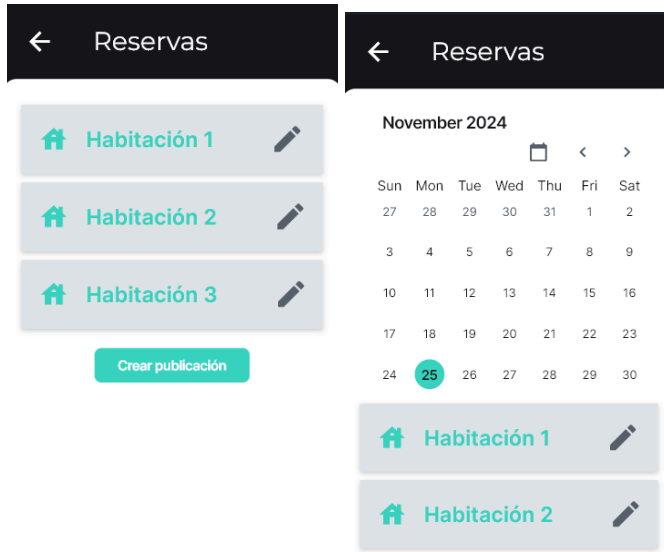 Reservas
Habitación 1
Habitación 2
Habitación 3
Crear publicación
Reservas
November 2024
Sun Mon Tue Wed Thu Fri Sat
27 28 29 30 31 1 2
3 4 5 6 7 8 9
10 11 12 13 14 15 16
17 18 19 20 21 22 23
24 25 26 27 28 29 30
Habitación 1
Habitación 2